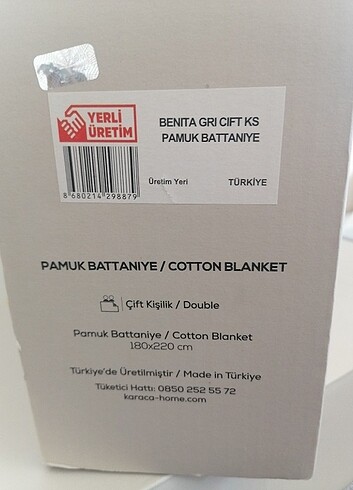 YERLİ
ÜRETİM
BENITA GRI CIFT KS
PAMUK BATTANIYE
8 680214 298879
Üretim Yeri TÜRKİYE
PAMUK BATTANIYE / COTTON BLANKET
Çift Kişilik / Double
Pamuk Battaniye / Cotton Blanket
180x220 cm
Türkiye'de Üretilmiştir / Made in Türkiye
Tüketici Hattı: 0850 252 55 72
karaca-home.com